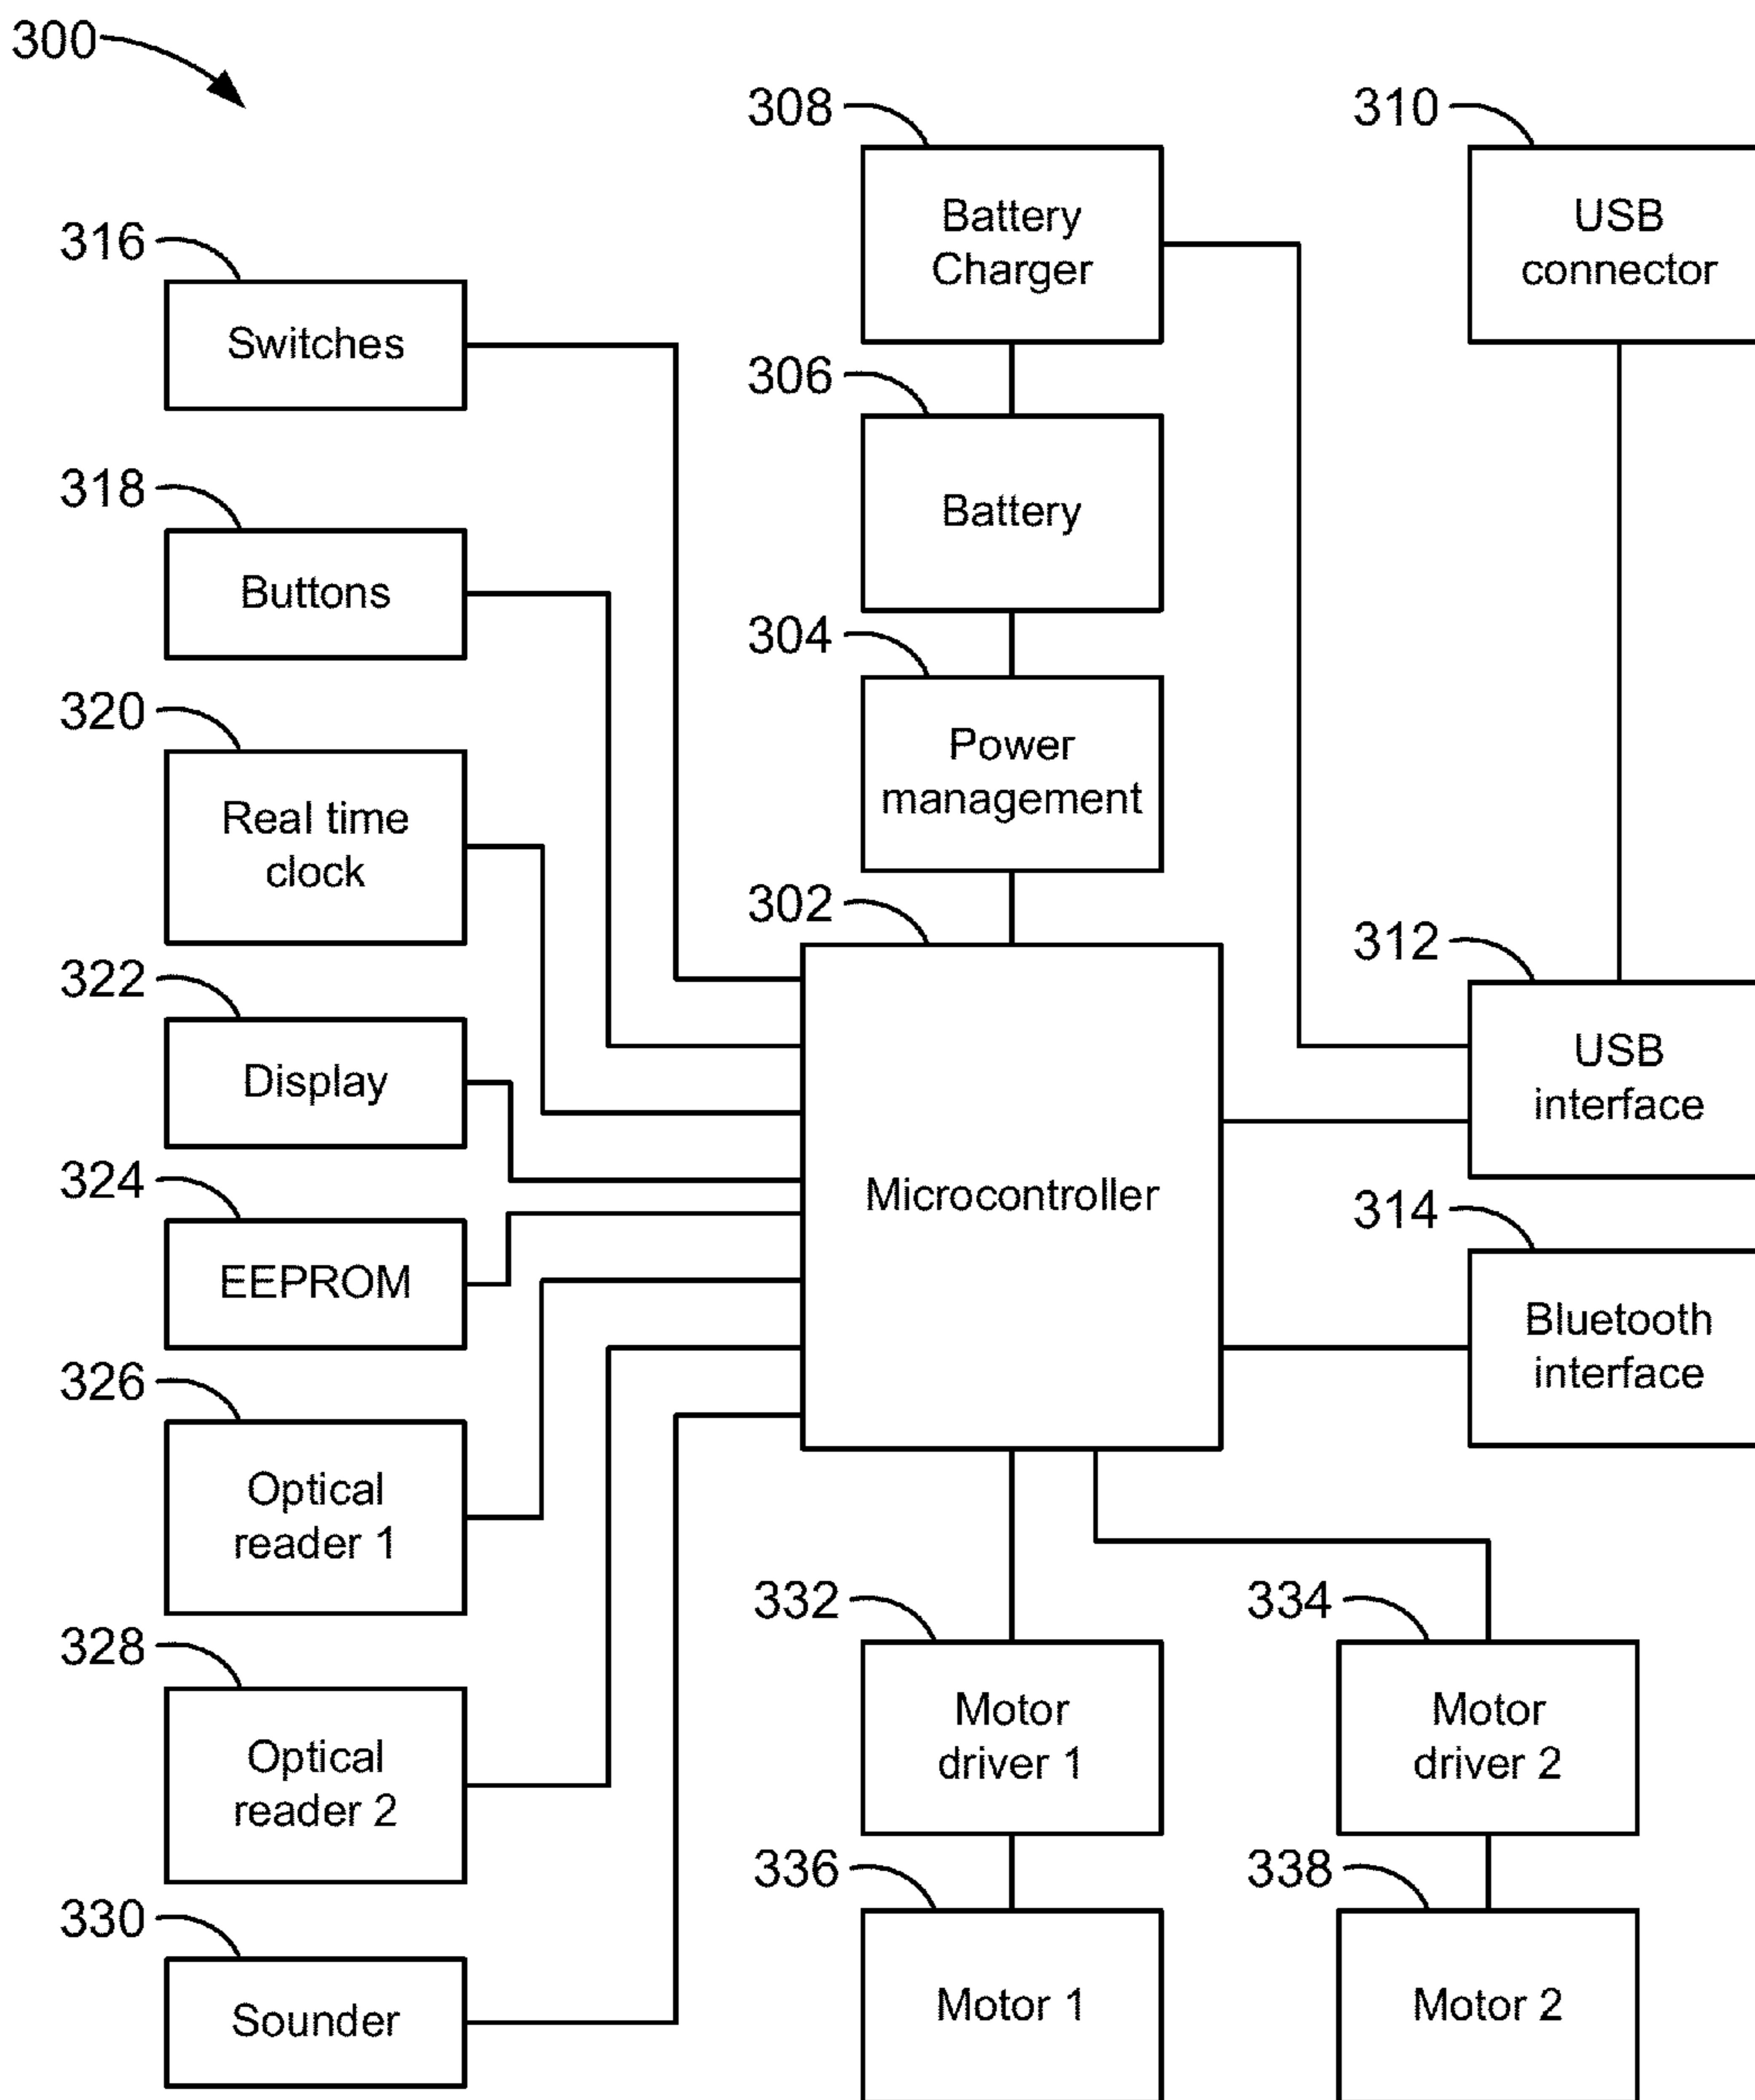 300
308
310
Battery
Charger
USB
connector
316
Switches
306
Battery
318
Buttons
304
Power
management
320
Real time
clock
302
Microcontroller
312
USB
interface
322
Display
324
EEPROM
314
Bluetooth
interface
326
Optical
reader 1
328
Optical
reader 2
332
Motor
driver 1
334
Motor
driver 2
330
Sounder
336
Motor 1
338
Motor 2